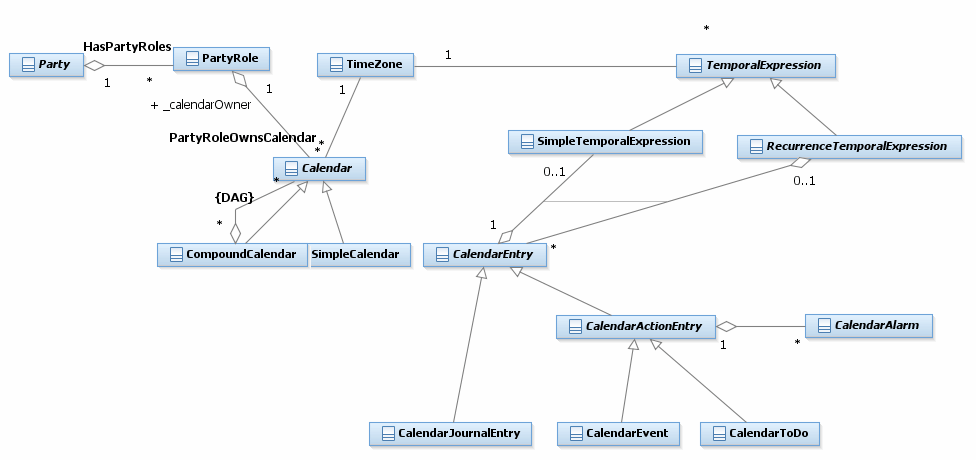 *
HasPartyRoles
Party
PartyRole
TimeZone
1
TemporalExpression
1
*
1
1
+ _calendarOwner
PartyRoleOwnsCalendar
*
*
SimpleTemporalExpression
RecurrenceTemporalExpression
Calendar
0..1
0..1
*
{DAG}
*
1
*
CompoundCalendar
SimpleCalendar
CalendarEntry
CalendarActionEntry
CalendarAlarm
1
*
CalendarJournalEntry
CalendarEvent
CalendarToDo